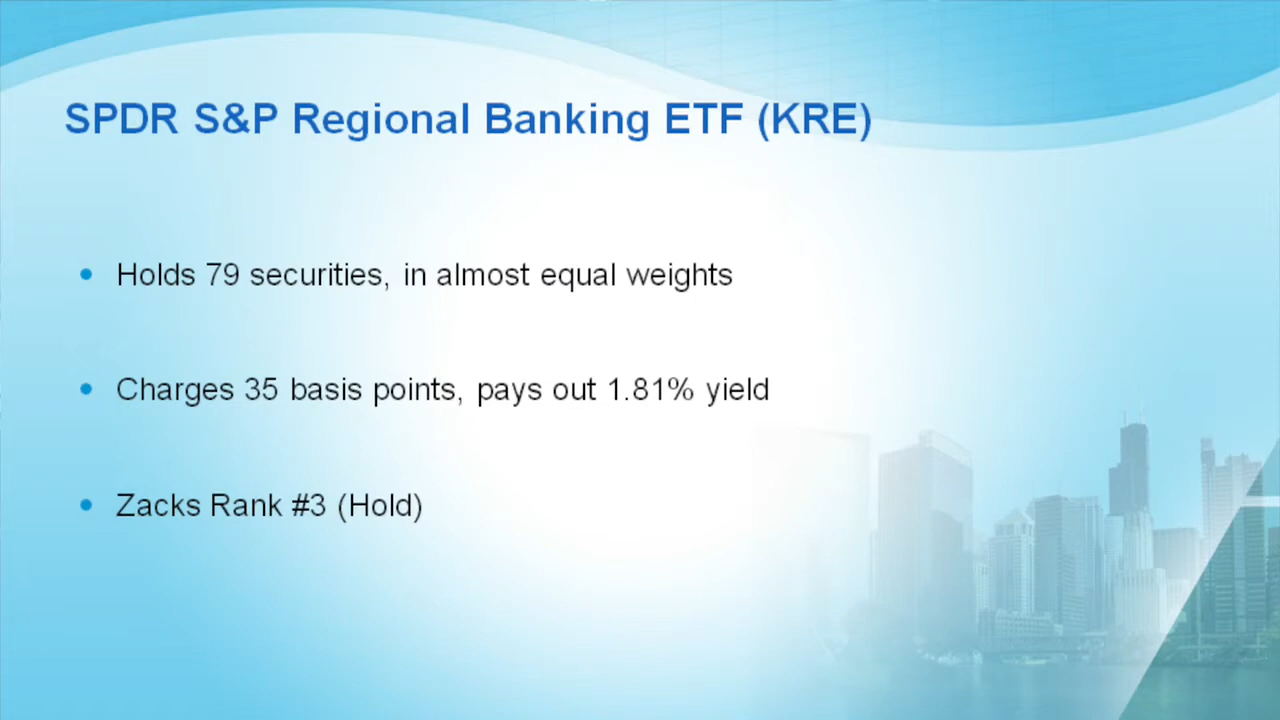 SPDR S&P Regional Banking ETF (KRE)
Holds 79 securities, in almost equal weights
Charges 35 basis points, pays out 1.81% yield
Zacks Rank #3 (Hold)